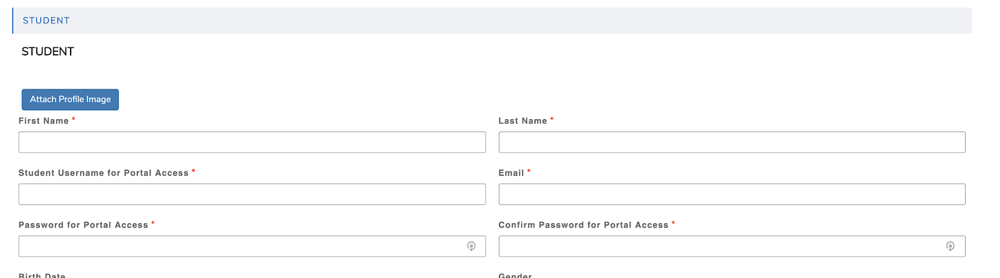 STUDENT
STUDENT
Attach Profile Image
First Name *
Last Name *
Student Username for Portal Access *
Email *
Password for Portal Access *
Confirm Password for Portal Access *
Birth Date
Gender